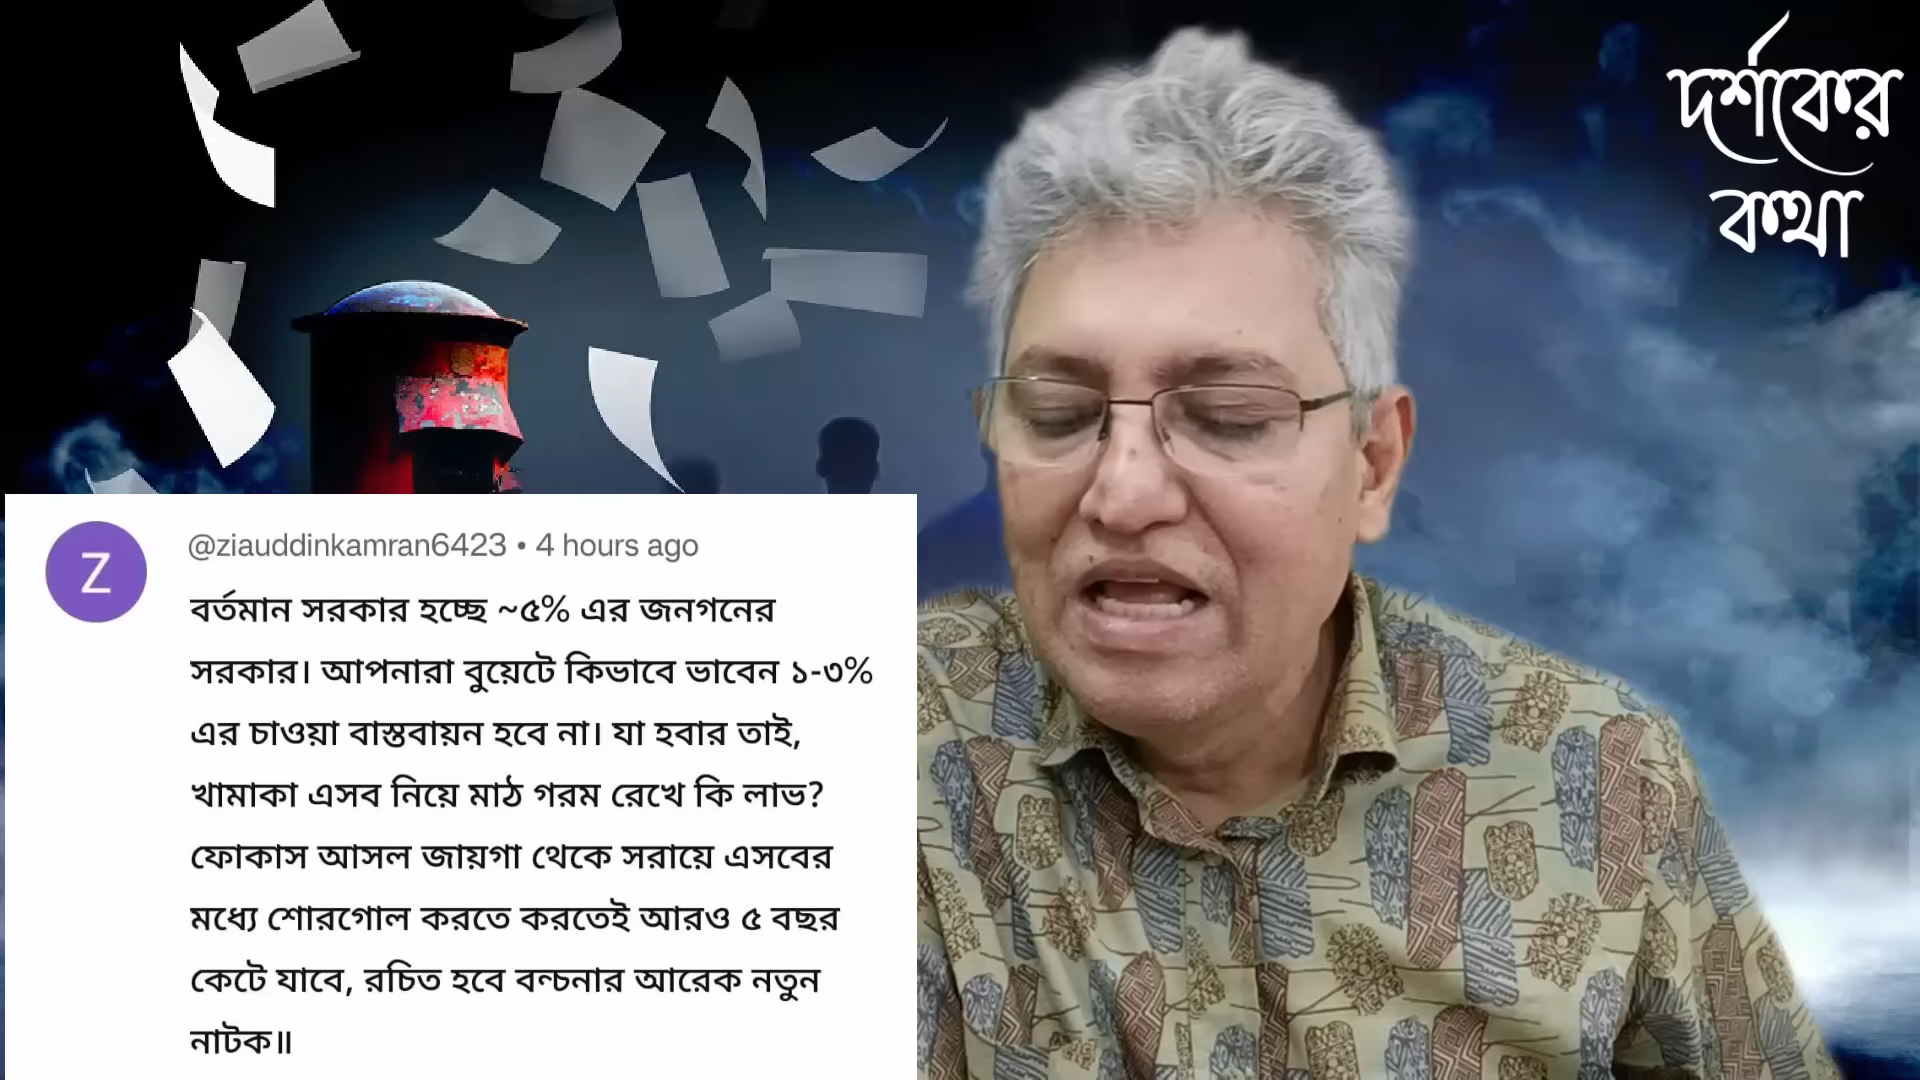 দর্শকের
কথা
Z
@ziauddinkamran6423 • 4 hours ago
বর্তমান সরকার হচ্ছে ~৫% এর জনগনের
সরকার। আপনারা বুয়েটে কিভাবে ভাবেন ১-৩%
এর চাওয়া বাস্তবায়ন হবে না। যা হবার তাই,
খামাকা এসব নিয়ে মাঠ গরম রেখে কি লাভ?
ফোকাস আসল জায়গা থেকে সরায়ে এসবের
মধ্যে শোরগোল করতে করতেই আরও ৫ বছর
কেটে যাবে, রচিত হবে বন্চনার আরেক নতুন
নাটক॥